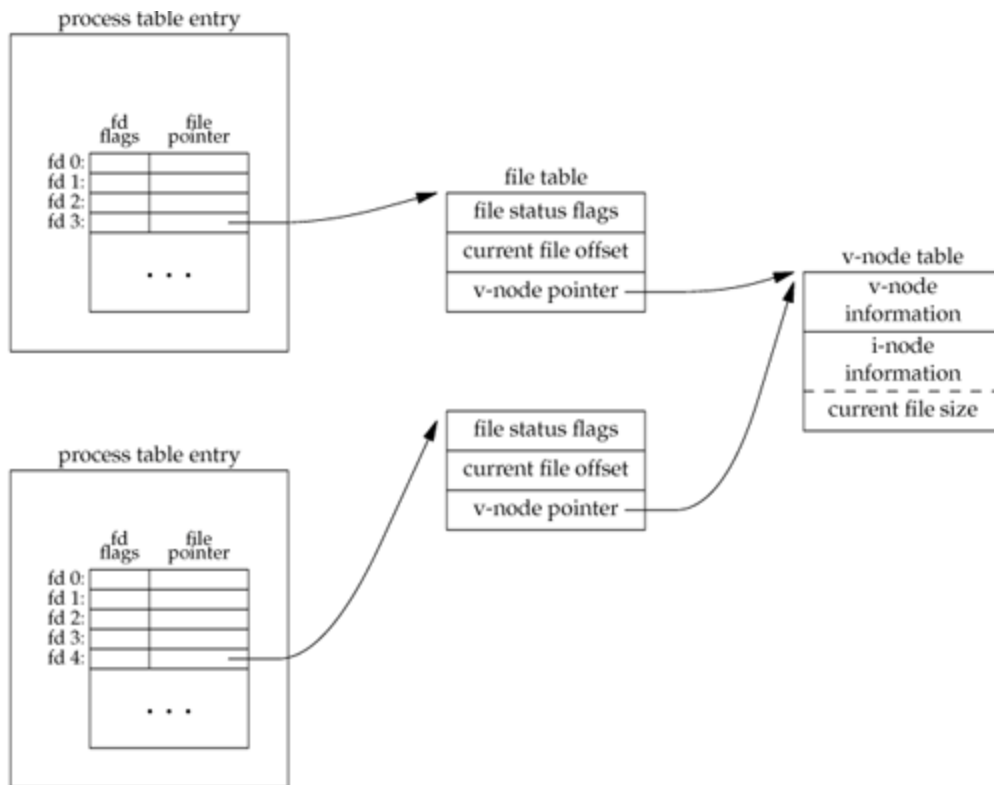 process table entry
fd file
flags pointer
fd 0:
fd 1:
fd 2:
fd 3:
. . .
file table
file status flags
current file offset
v-node pointer
v-node table
v-node
information
i-node
information
current file size
file status flags
current file offset
v-node pointer
process table entry
fd file
flags pointer
fd 0:
fd 1:
fd 2:
fd 3:
fd 4:
. . .